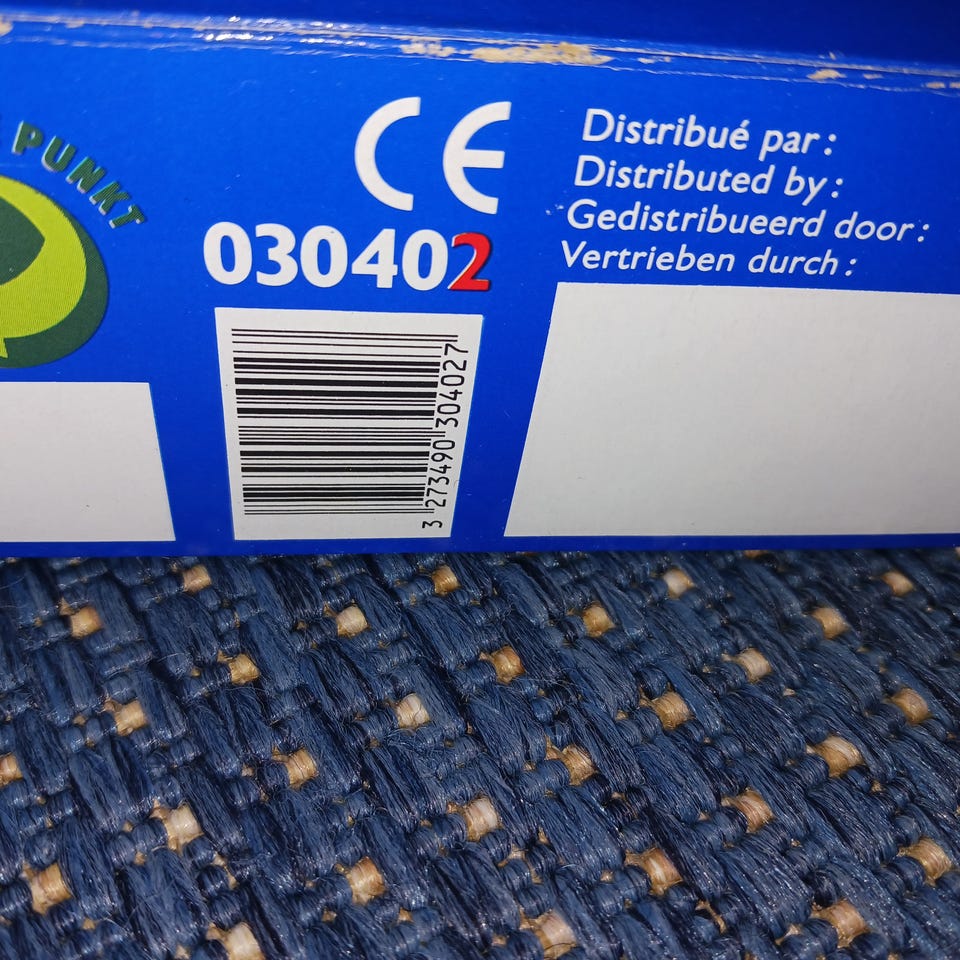 PUNKT
CE
030402
3 273490 304027
Distribué par :
Distributed by :
Gedistribueerd door :
Vertrieben durch :